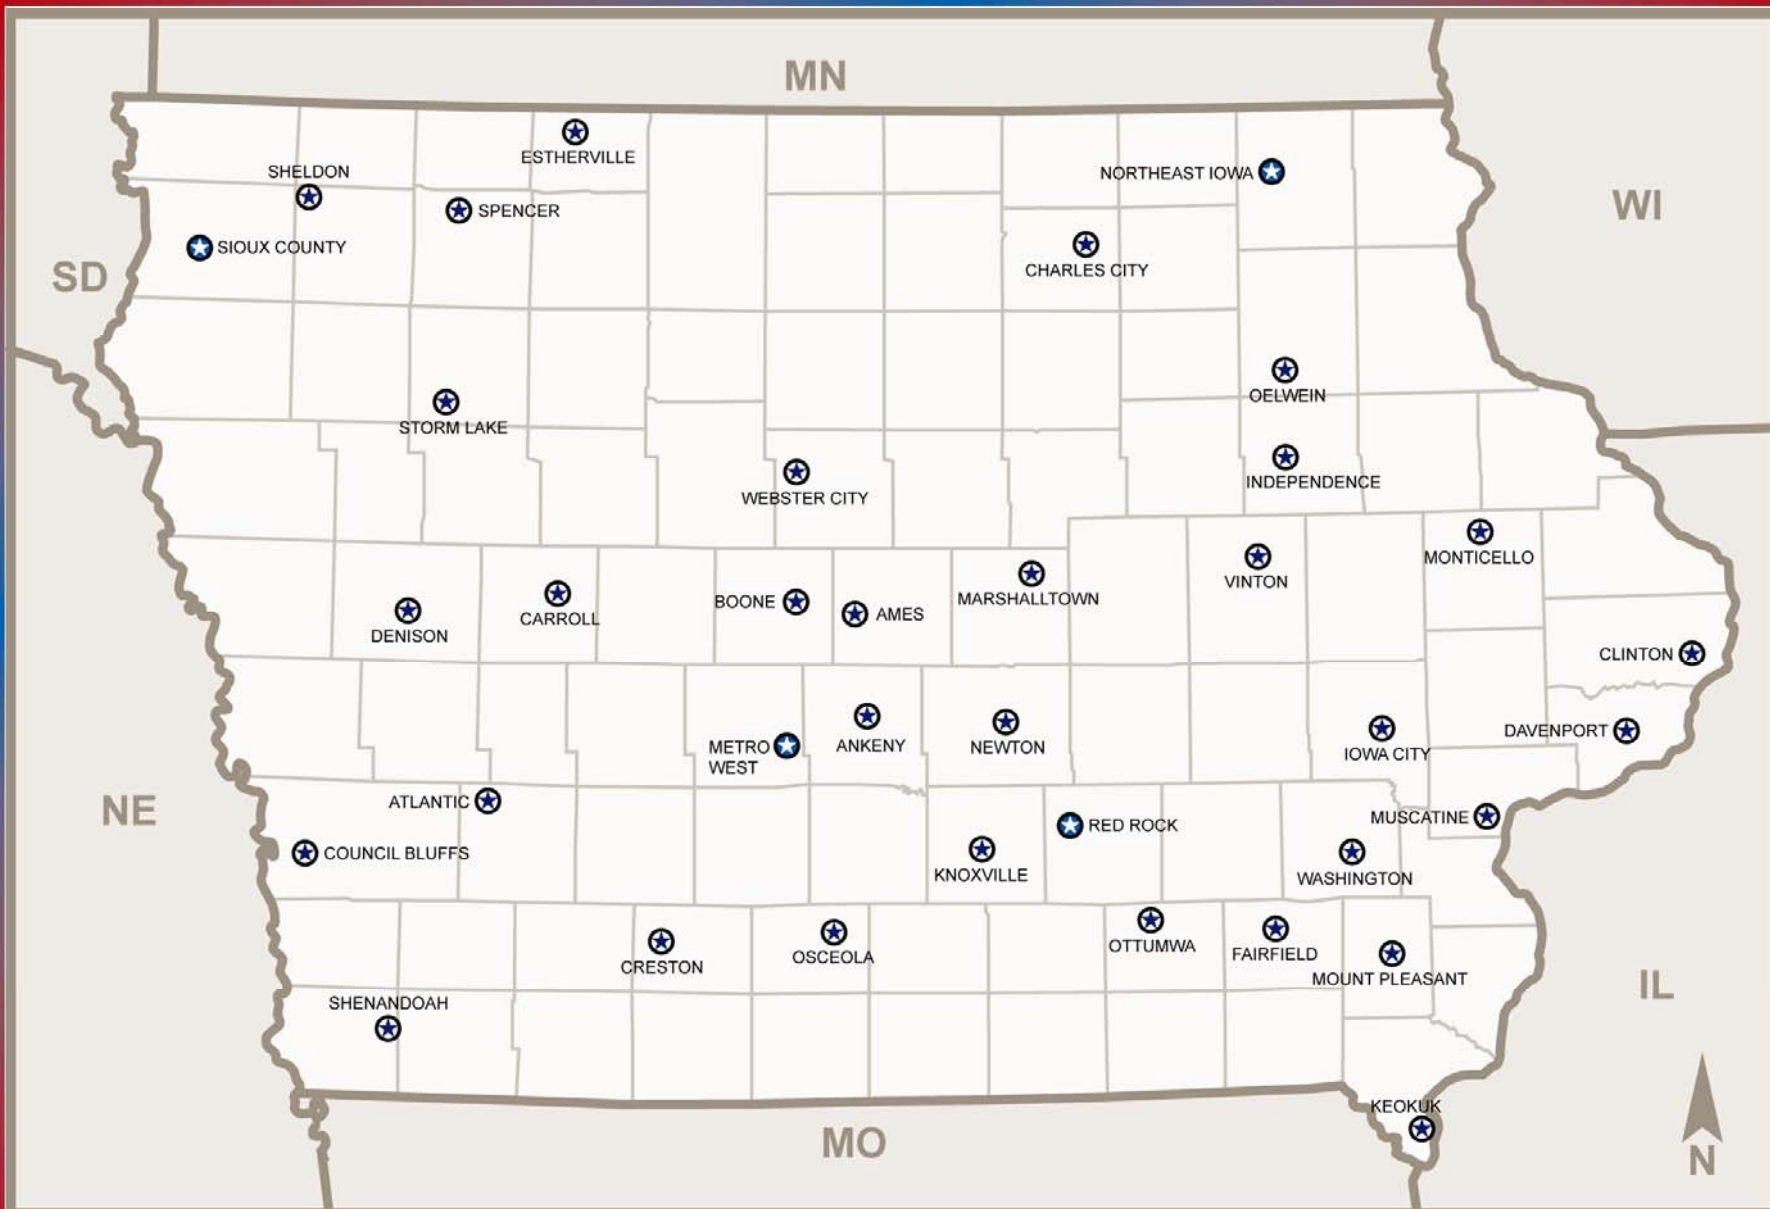 MN
ESTHERVILLE
SHELDON
NORTHEAST IOWA
WI
SPENCER
SIOUX COUNTY
CHARLES CITY
SD
OELWEIN
STORM LAKE
INDEPENDENCE
WEBSTER CITY
MONTICELLO
VINTON
MARSHALLTOWN
BOONE
AMES
CARROLL
DENISON
CLINTON
DAVENPORT
ANKENY
NEWTON
IOWA CITY
METRO
WEST
ATLANTIC
NE
MUSCATINE
RED ROCK
COUNCIL BLUFFS
KNOXVILLE
WASHINGTON
OTTUMWA
FAIRFIELD
OSCEOLA
CRESTON
MOUNT PLEASANT
IL
SHENANDOAH
KEOKUK
MO
N